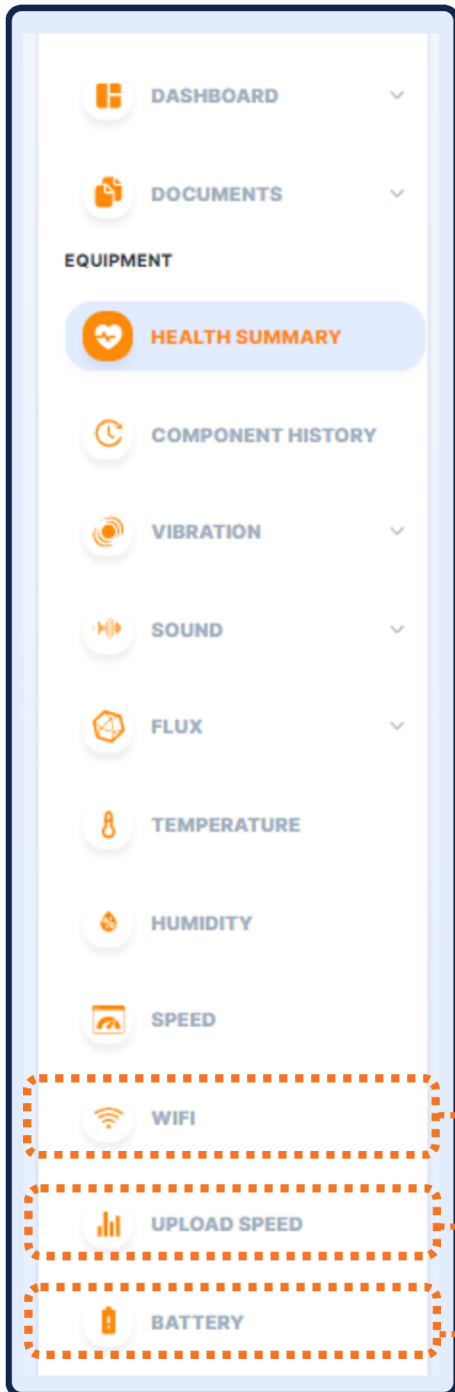 DASHBOARD
DOCUMENTS
EQUIPMENT
HEALTH SUMMARY
COMPONENT HISTORY
VIBRATION
SOUND
FLUX
TEMPERATURE
HUMIDITY
SPEED
WIFI
UPLOAD SPEED
BATTERY